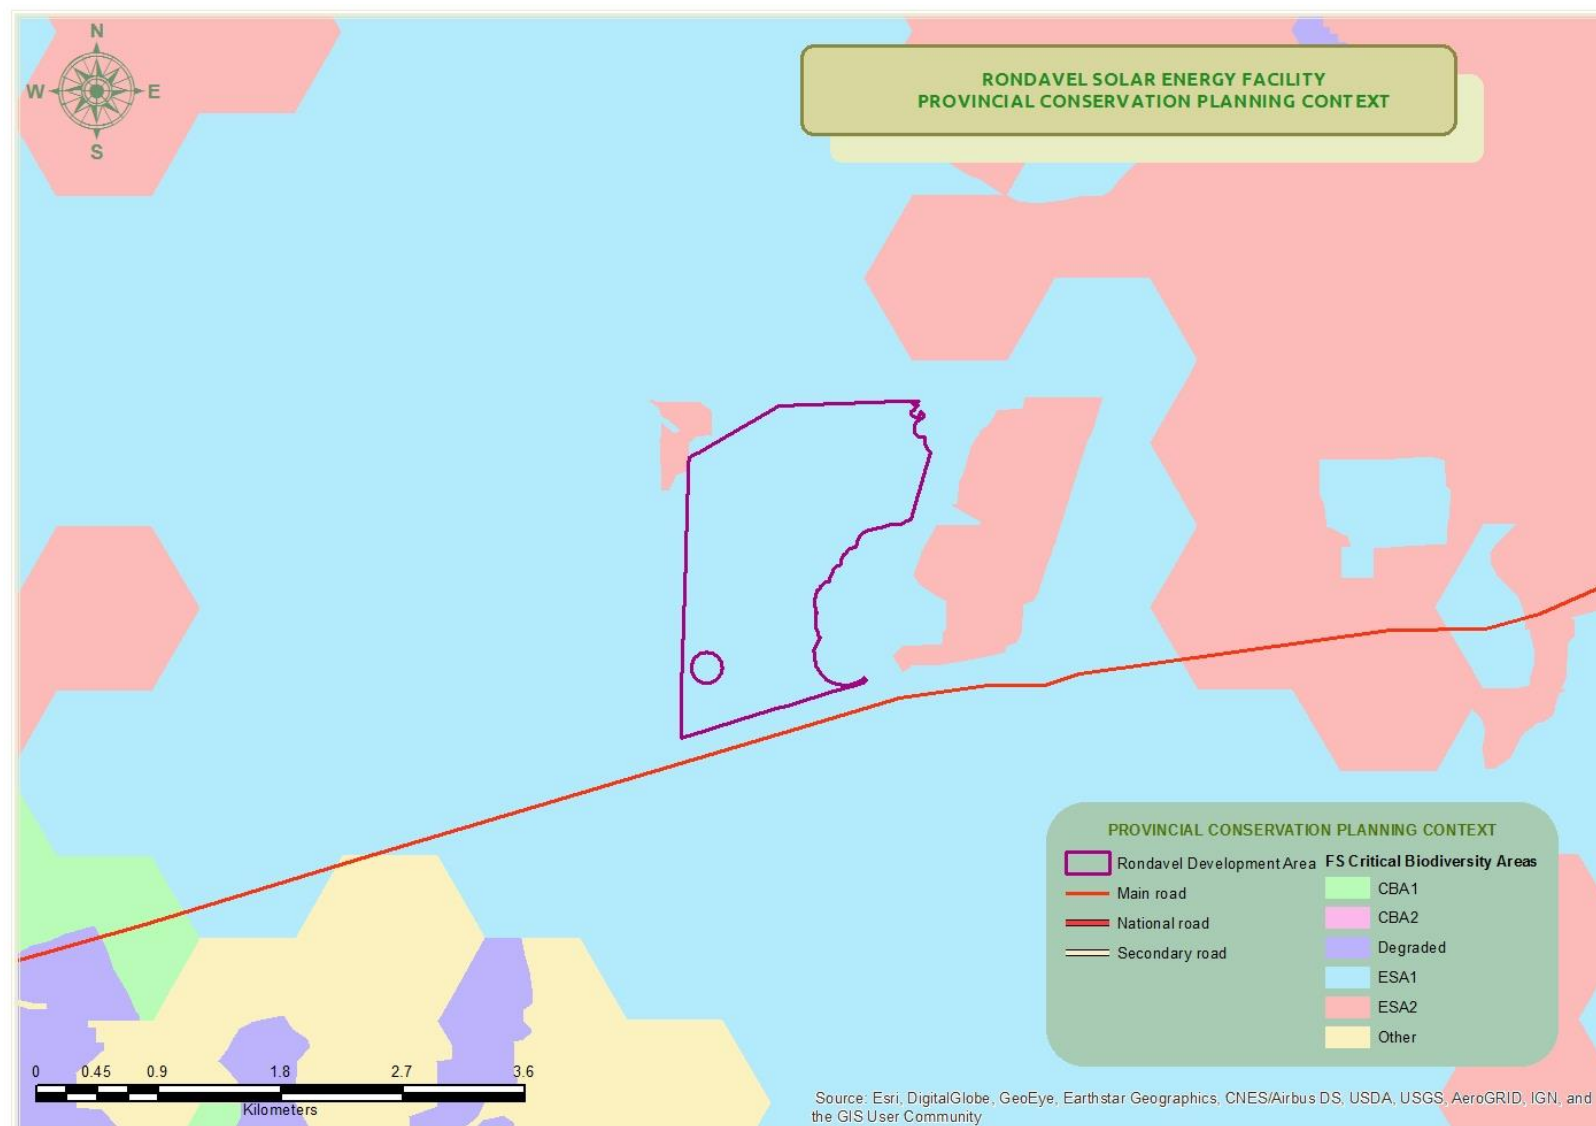 N
W E
S
RONDAVEL SOLAR ENERGY FACILITY
PROVINCIAL CONSERVATION PLANNING CONTEXT
PROVINCIAL CONSERVATION PLANNING CONTEXT
Rondavel Development Area
Main road
National road
Secondary road
FS Critical Biodiversity Areas
CBA1
CBA2
Degraded
ESA1
ESA2
Other
0 0.45 0.9 1.8 2.7 3.6
Kilometers
Source: Esri, DigitalGlobe, GeoEye, Earthstar Geographics, CNES/Airbus DS, USDA, USGS, AeroGRID, IGN, and
the GIS User Community